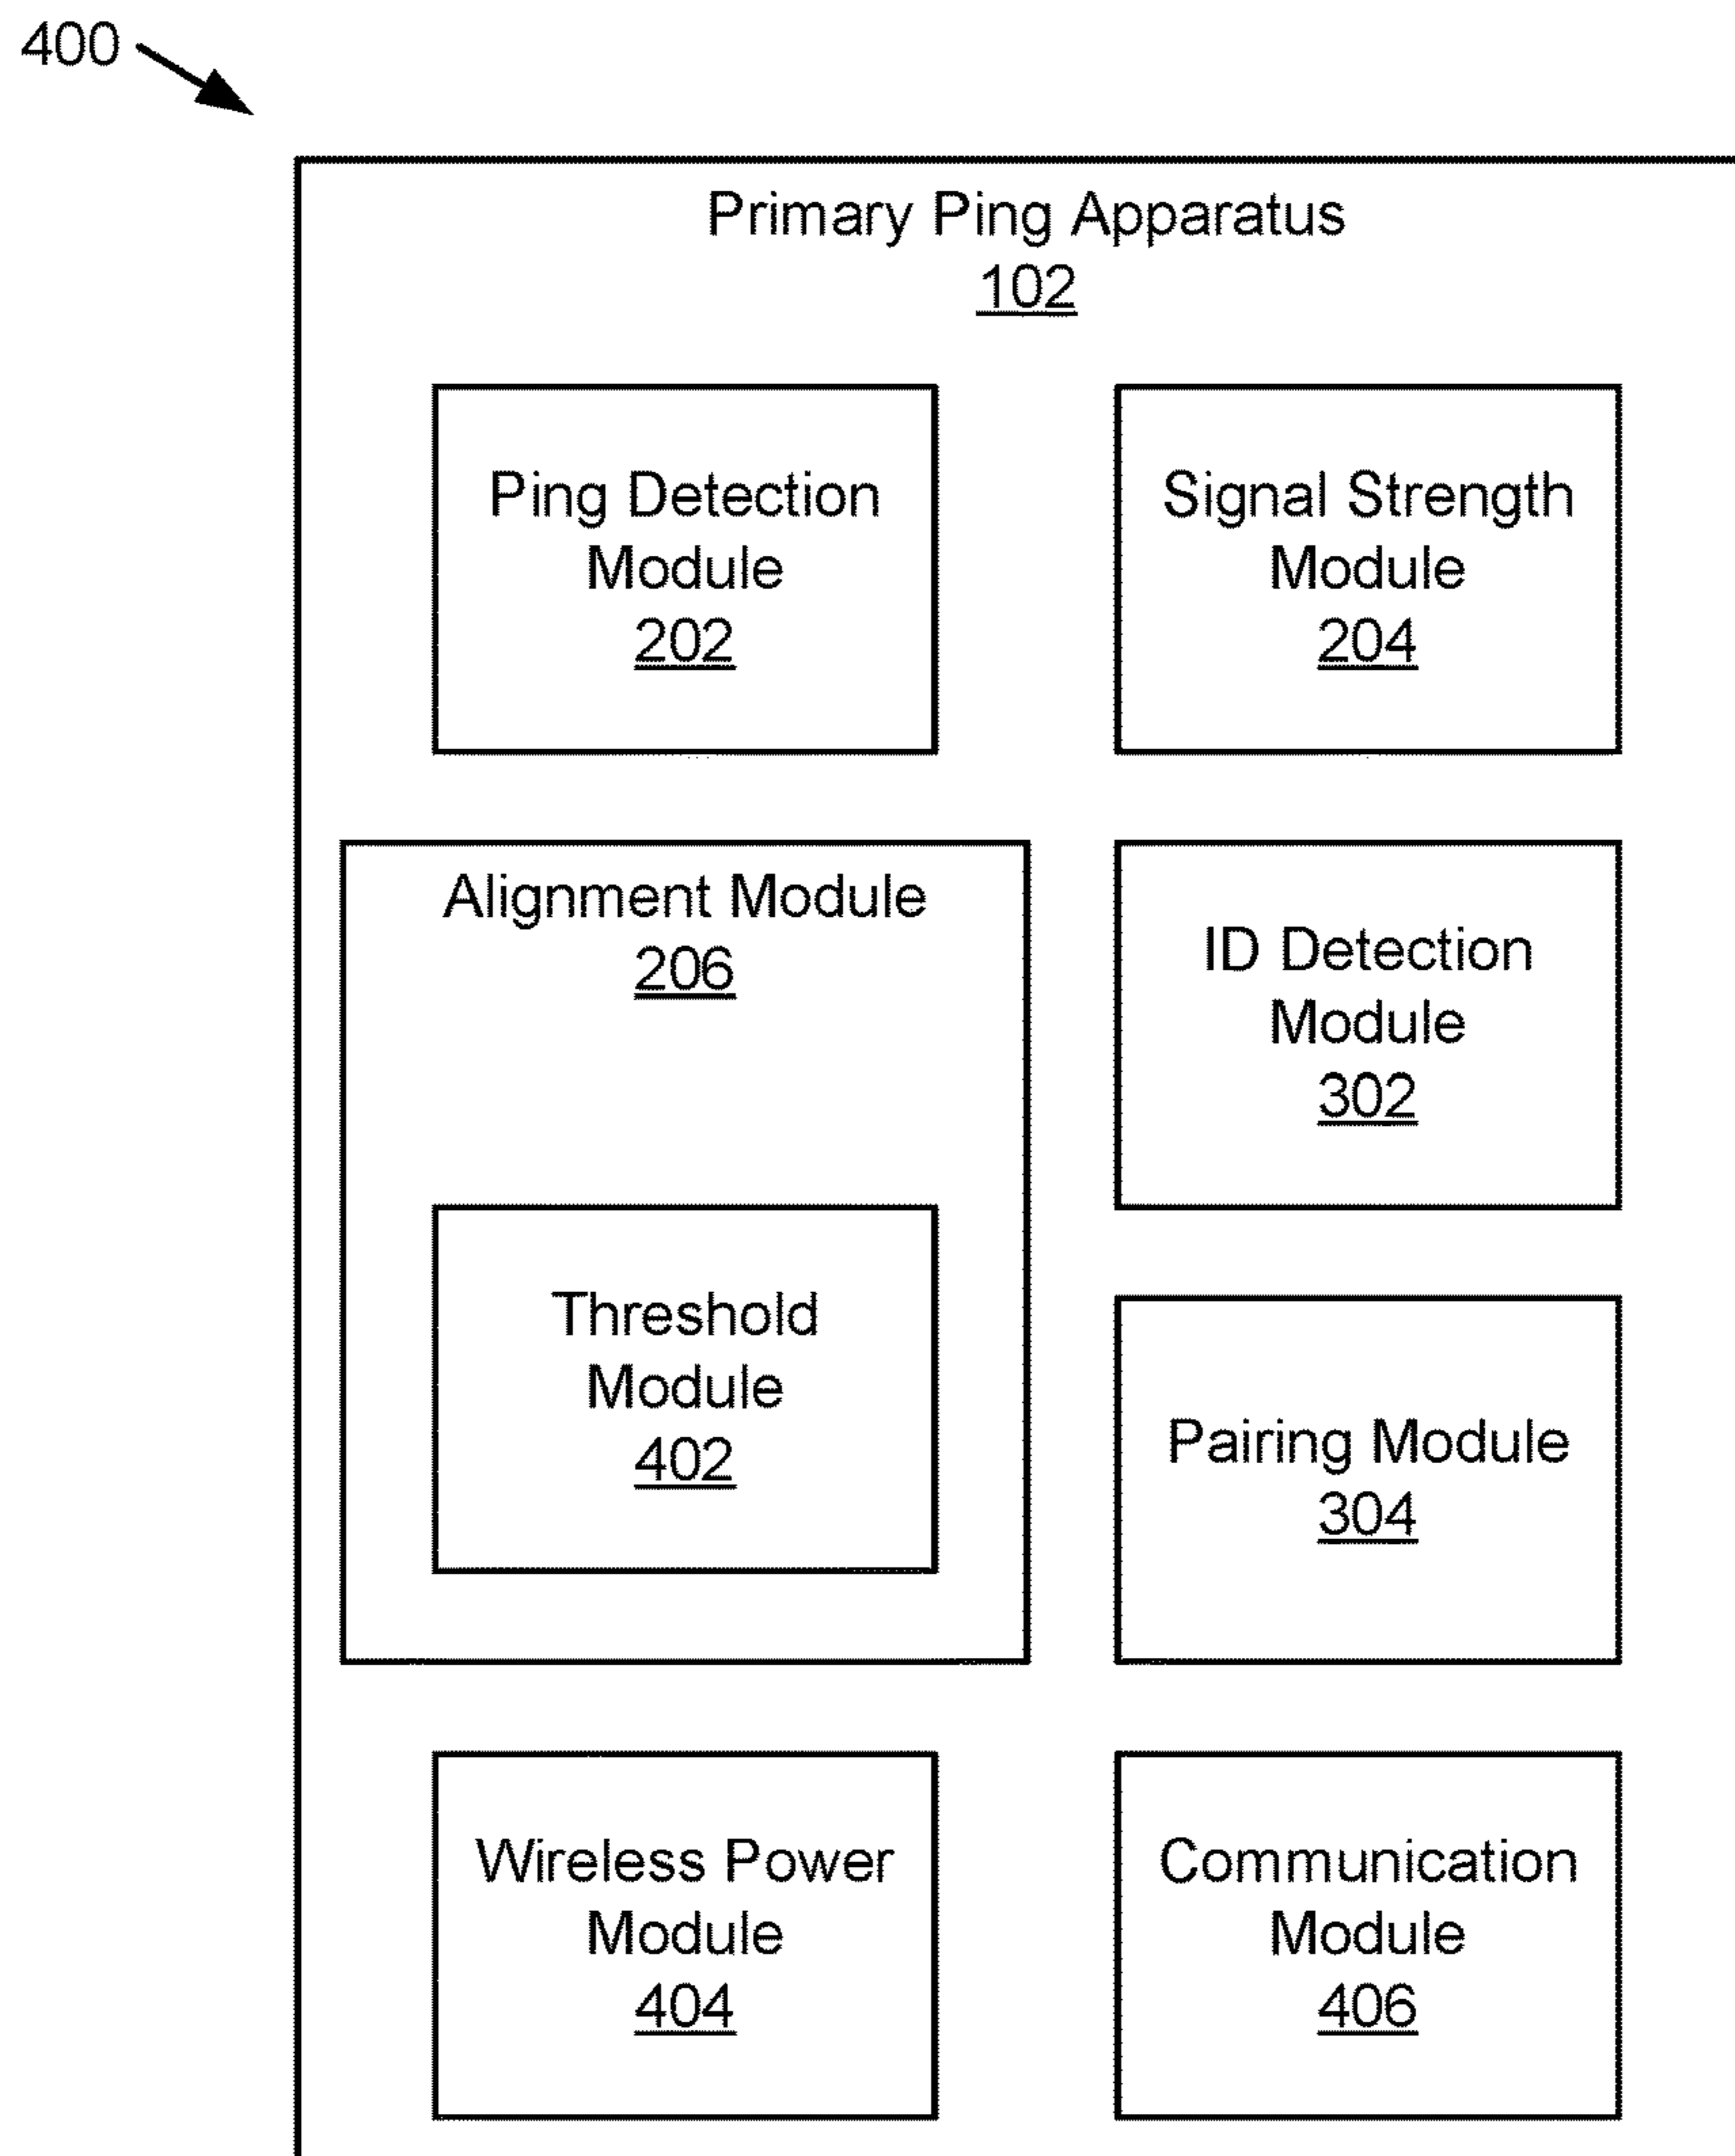 400
Primary Ping Apparatus
102
Ping Detection
Module
202
Signal Strength
Module
204
Alignment Module
206
Threshold
Module
402
ID Detection
Module
302
Pairing Module
304
Wireless Power
Module
404
Communication
Module
406